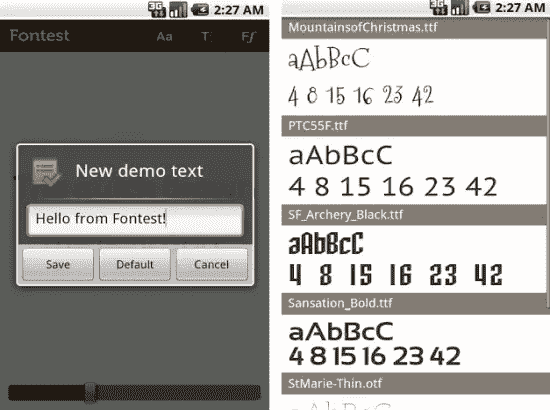 3G 2:27 AM
Fontest Aa T Ff
New demo text
Hello from Fontest!
Save Default Cancel
3G 2:27 AM
MountainsofChristmas.ttf
aAbBcC
4 8 15 16 23 42
PTC55F.ttf
aAbBcC
4 8 15 16 23 42
SF_Archery_Black.ttf
aAbBcC
4 8 15 16 23 42
Sansation_Bold.ttf
aAbBcC
4 8 15 16 23 42
StMarie-Thin.otf
aAbBcC